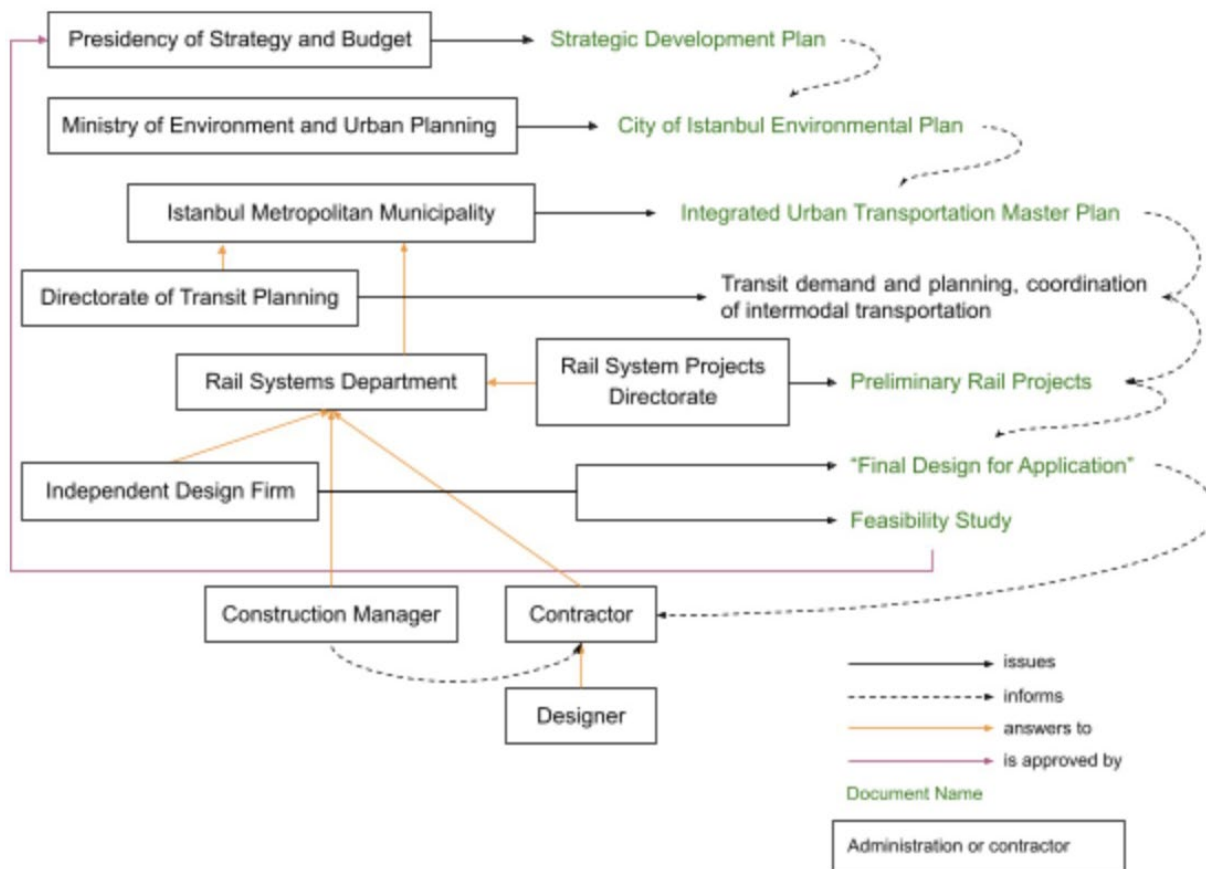 Presidency of Strategy and Budget
Strategic Development Plan
Ministry of Environment and Urban Planning
City of Istanbul Environmental Plan
Istanbul Metropolitan Municipality
Integrated Urban Transportation Master Plan
Directorate of Transit Planning
Transit demand and planning, coordination
of intermodal transportation
Rail Systems Department
Rail System Projects
Directorate
Preliminary Rail Projects
Independent Design Firm
“Final Design for Application”
Feasibility Study
Construction Manager
Contractor
Designer
issues
informs
answers to
is approved by
Document Name
Administration or contractor